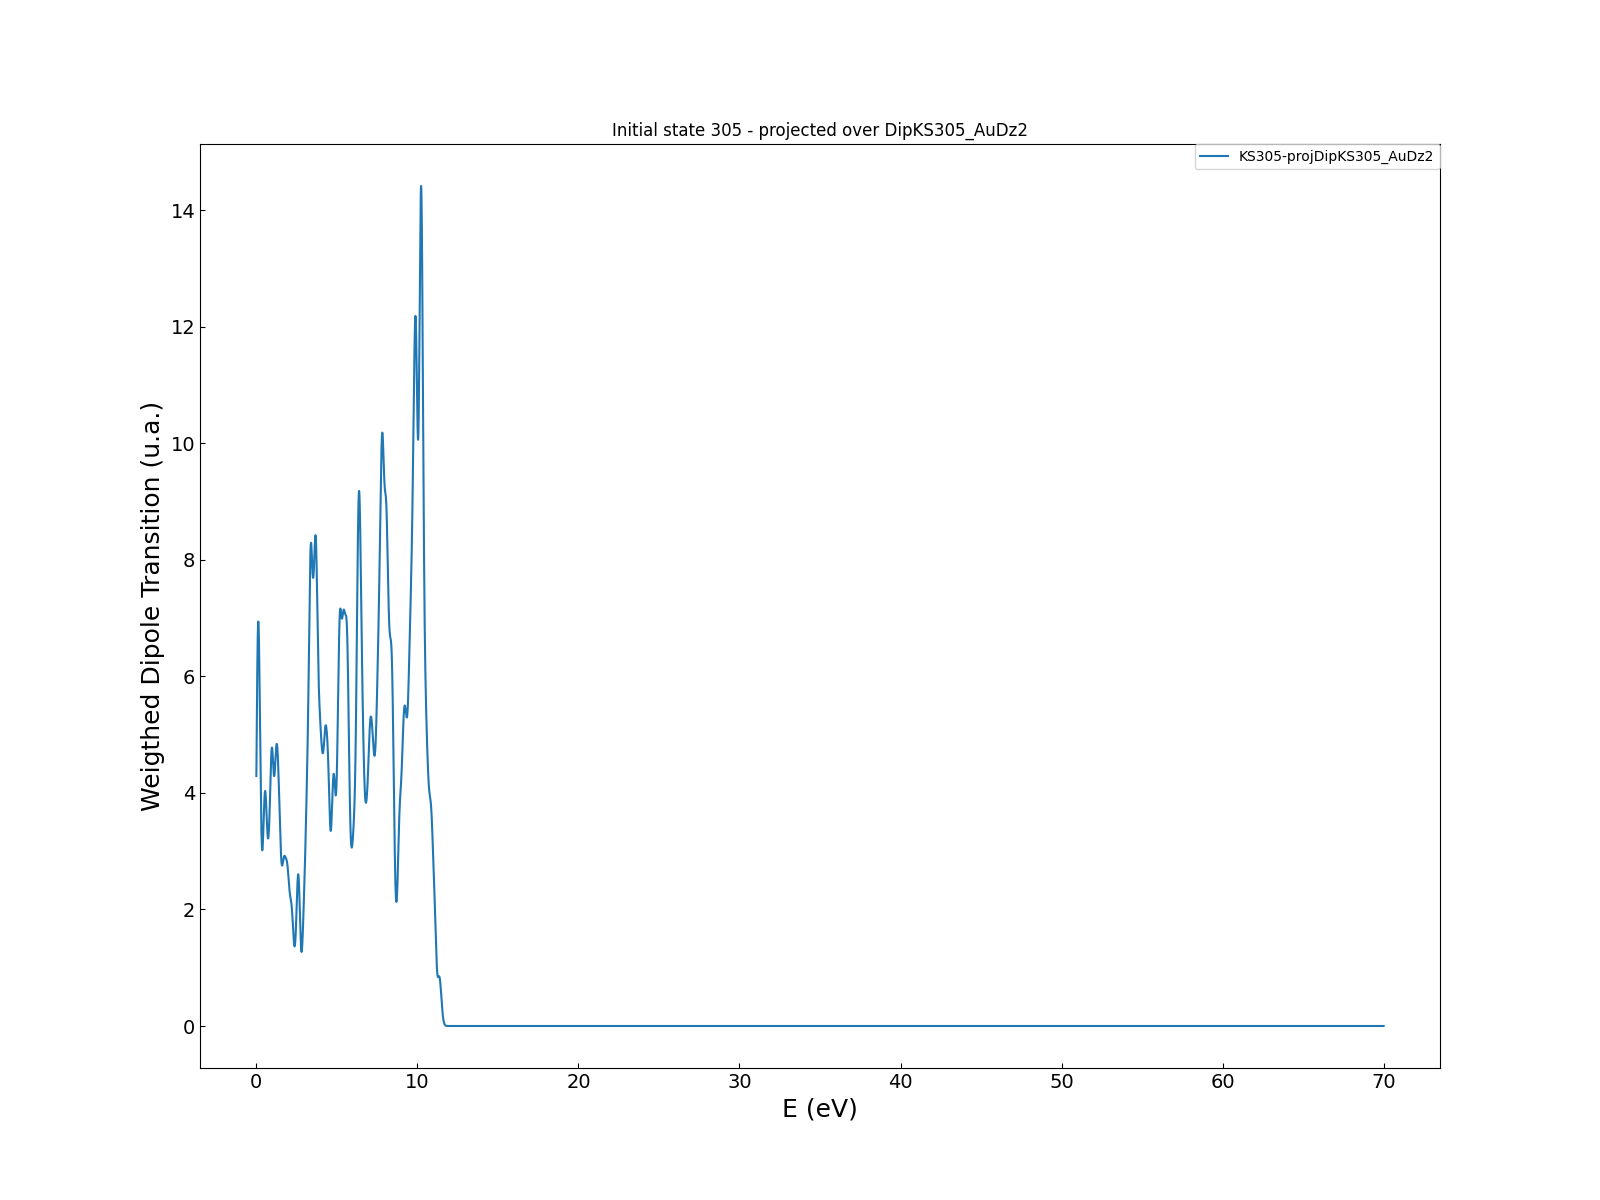 Initial state 305 - projected over DipKS305_AuDz2
KS305-projDipKS305_AuDz2
Weigthed Dipole Transition (u.a.)
14
12
10
8
6
4
2
0
0 10 20 30 40 50 60 70
E (eV)